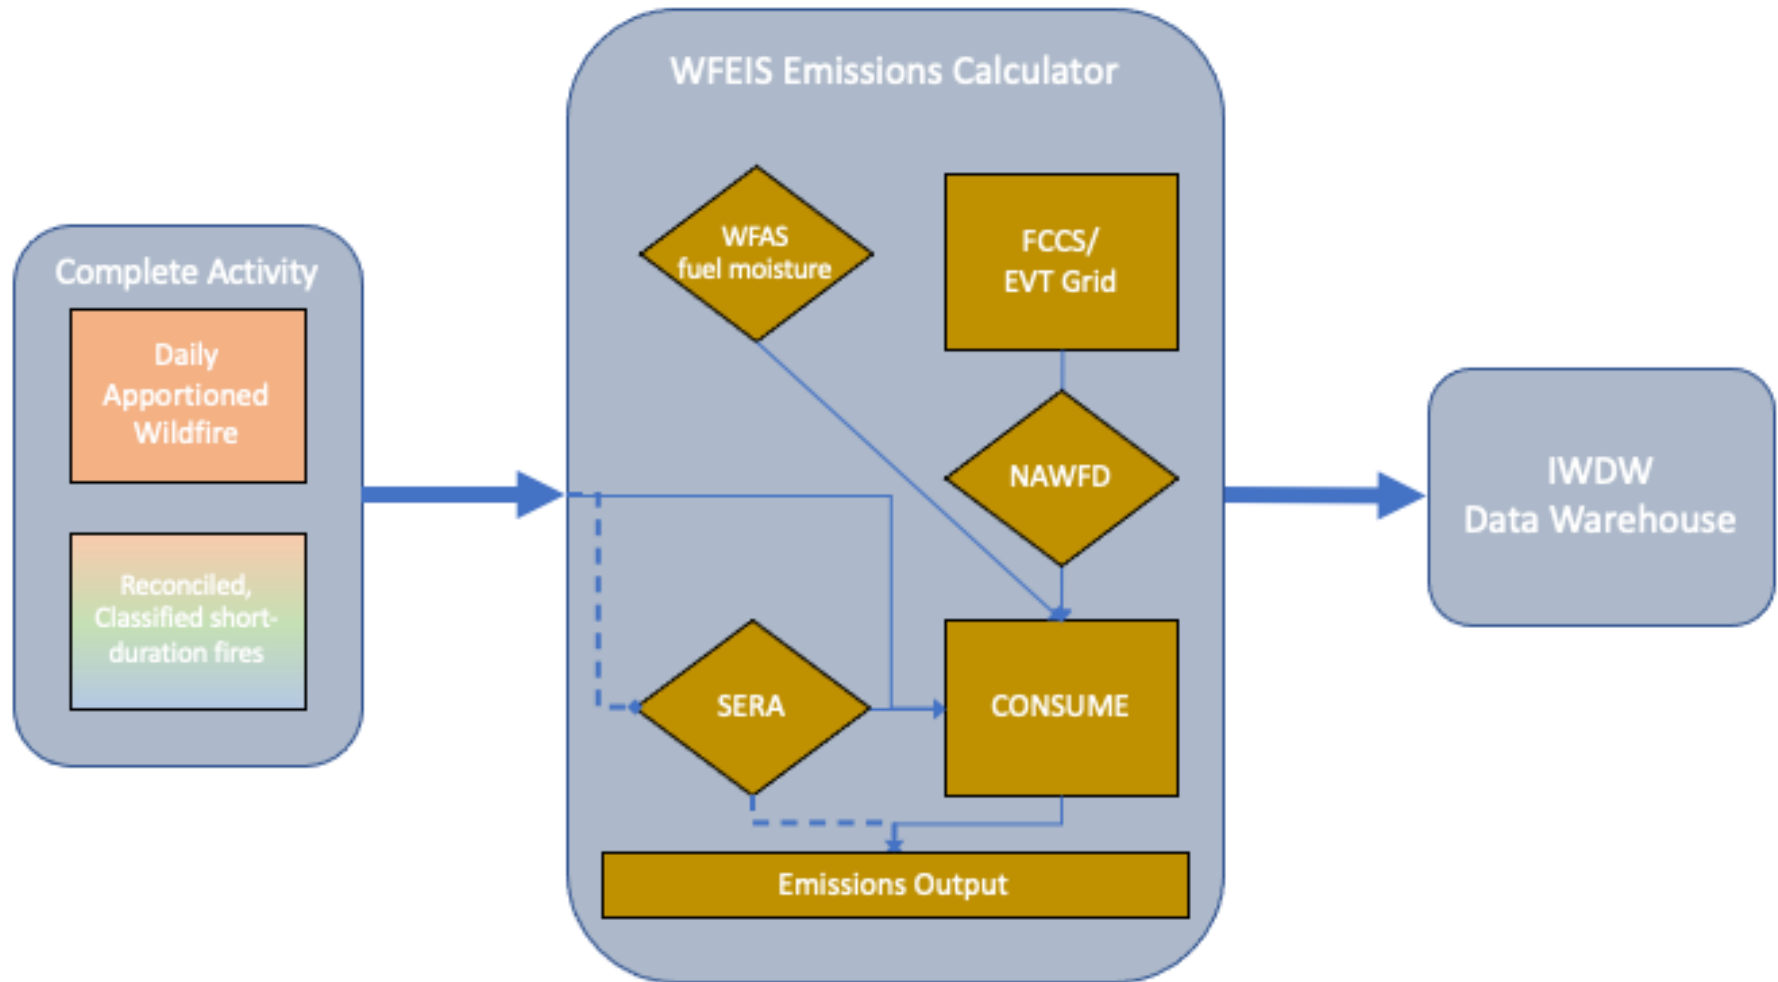 WFEIS Emissions Calculator
Complete Activity
Daily
Apportioned
Wildfire
Reconciled,
Classified short-
duration fires
WFAS
fuel moisture
FCCS/
EVT Grid
NAWFD
SERA
CONSUME
Emissions Output
IWDW
Data Warehouse